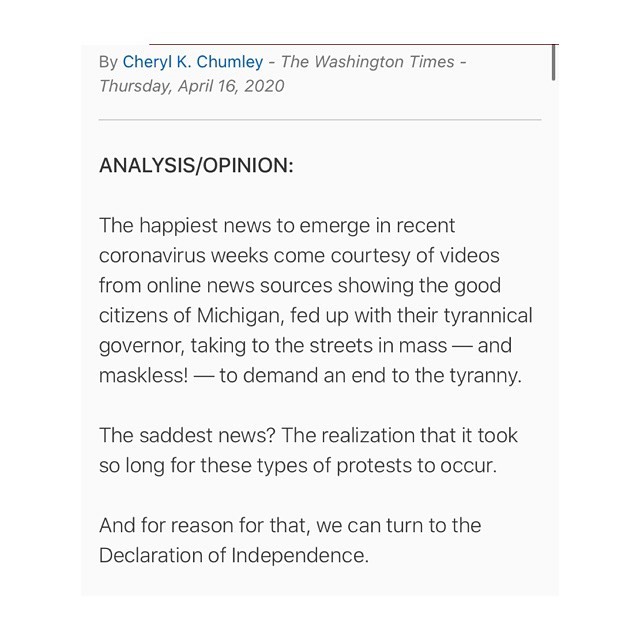 By Cheryl K. Chumley - The Washington Times -
Thursday, April 16, 2020
ANALYSIS/OPINION:
The happiest news to emerge in recent
coronavirus weeks come courtesy of videos
from online news sources showing the good
citizens of Michigan, fed up with their tyrannical
governor, taking to the streets in mass — and
maskless! — to demand an end to the tyranny.
The saddest news? The realization that it took
so long for these types of protests to occur.
And for reason for that, we can turn to the
Declaration of Independence.